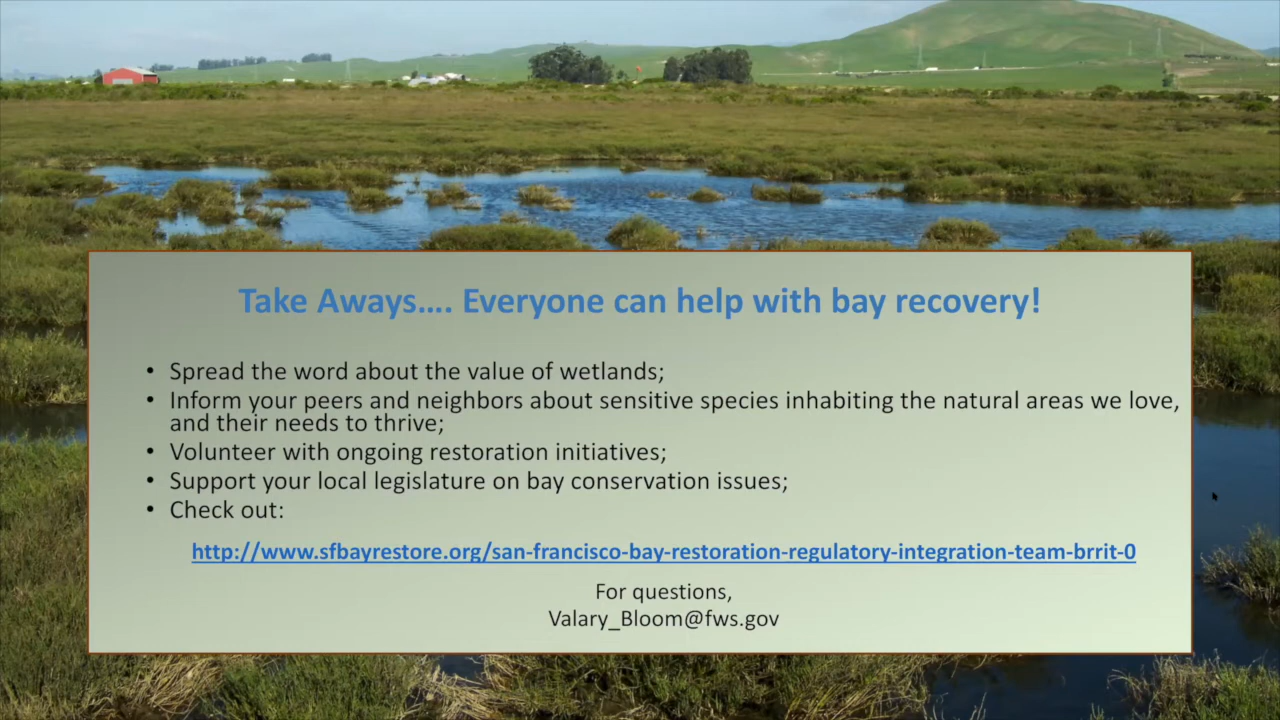 Take Aways.... Everyone can help with bay recovery!
• Spread the word about the value of wetlands;
• Inform your peers and neighbors about sensitive species inhabiting the natural areas we love,
and their needs to thrive;
• Volunteer with ongoing restoration initiatives;
• Support your local legislature on bay conservation issues;
• Check out:
http://www.sfbayrestore.org/san-francisco-bay-restoration-regulatory-integration-team-brrit-0
For questions,
Valary_Bloom@fws.gov